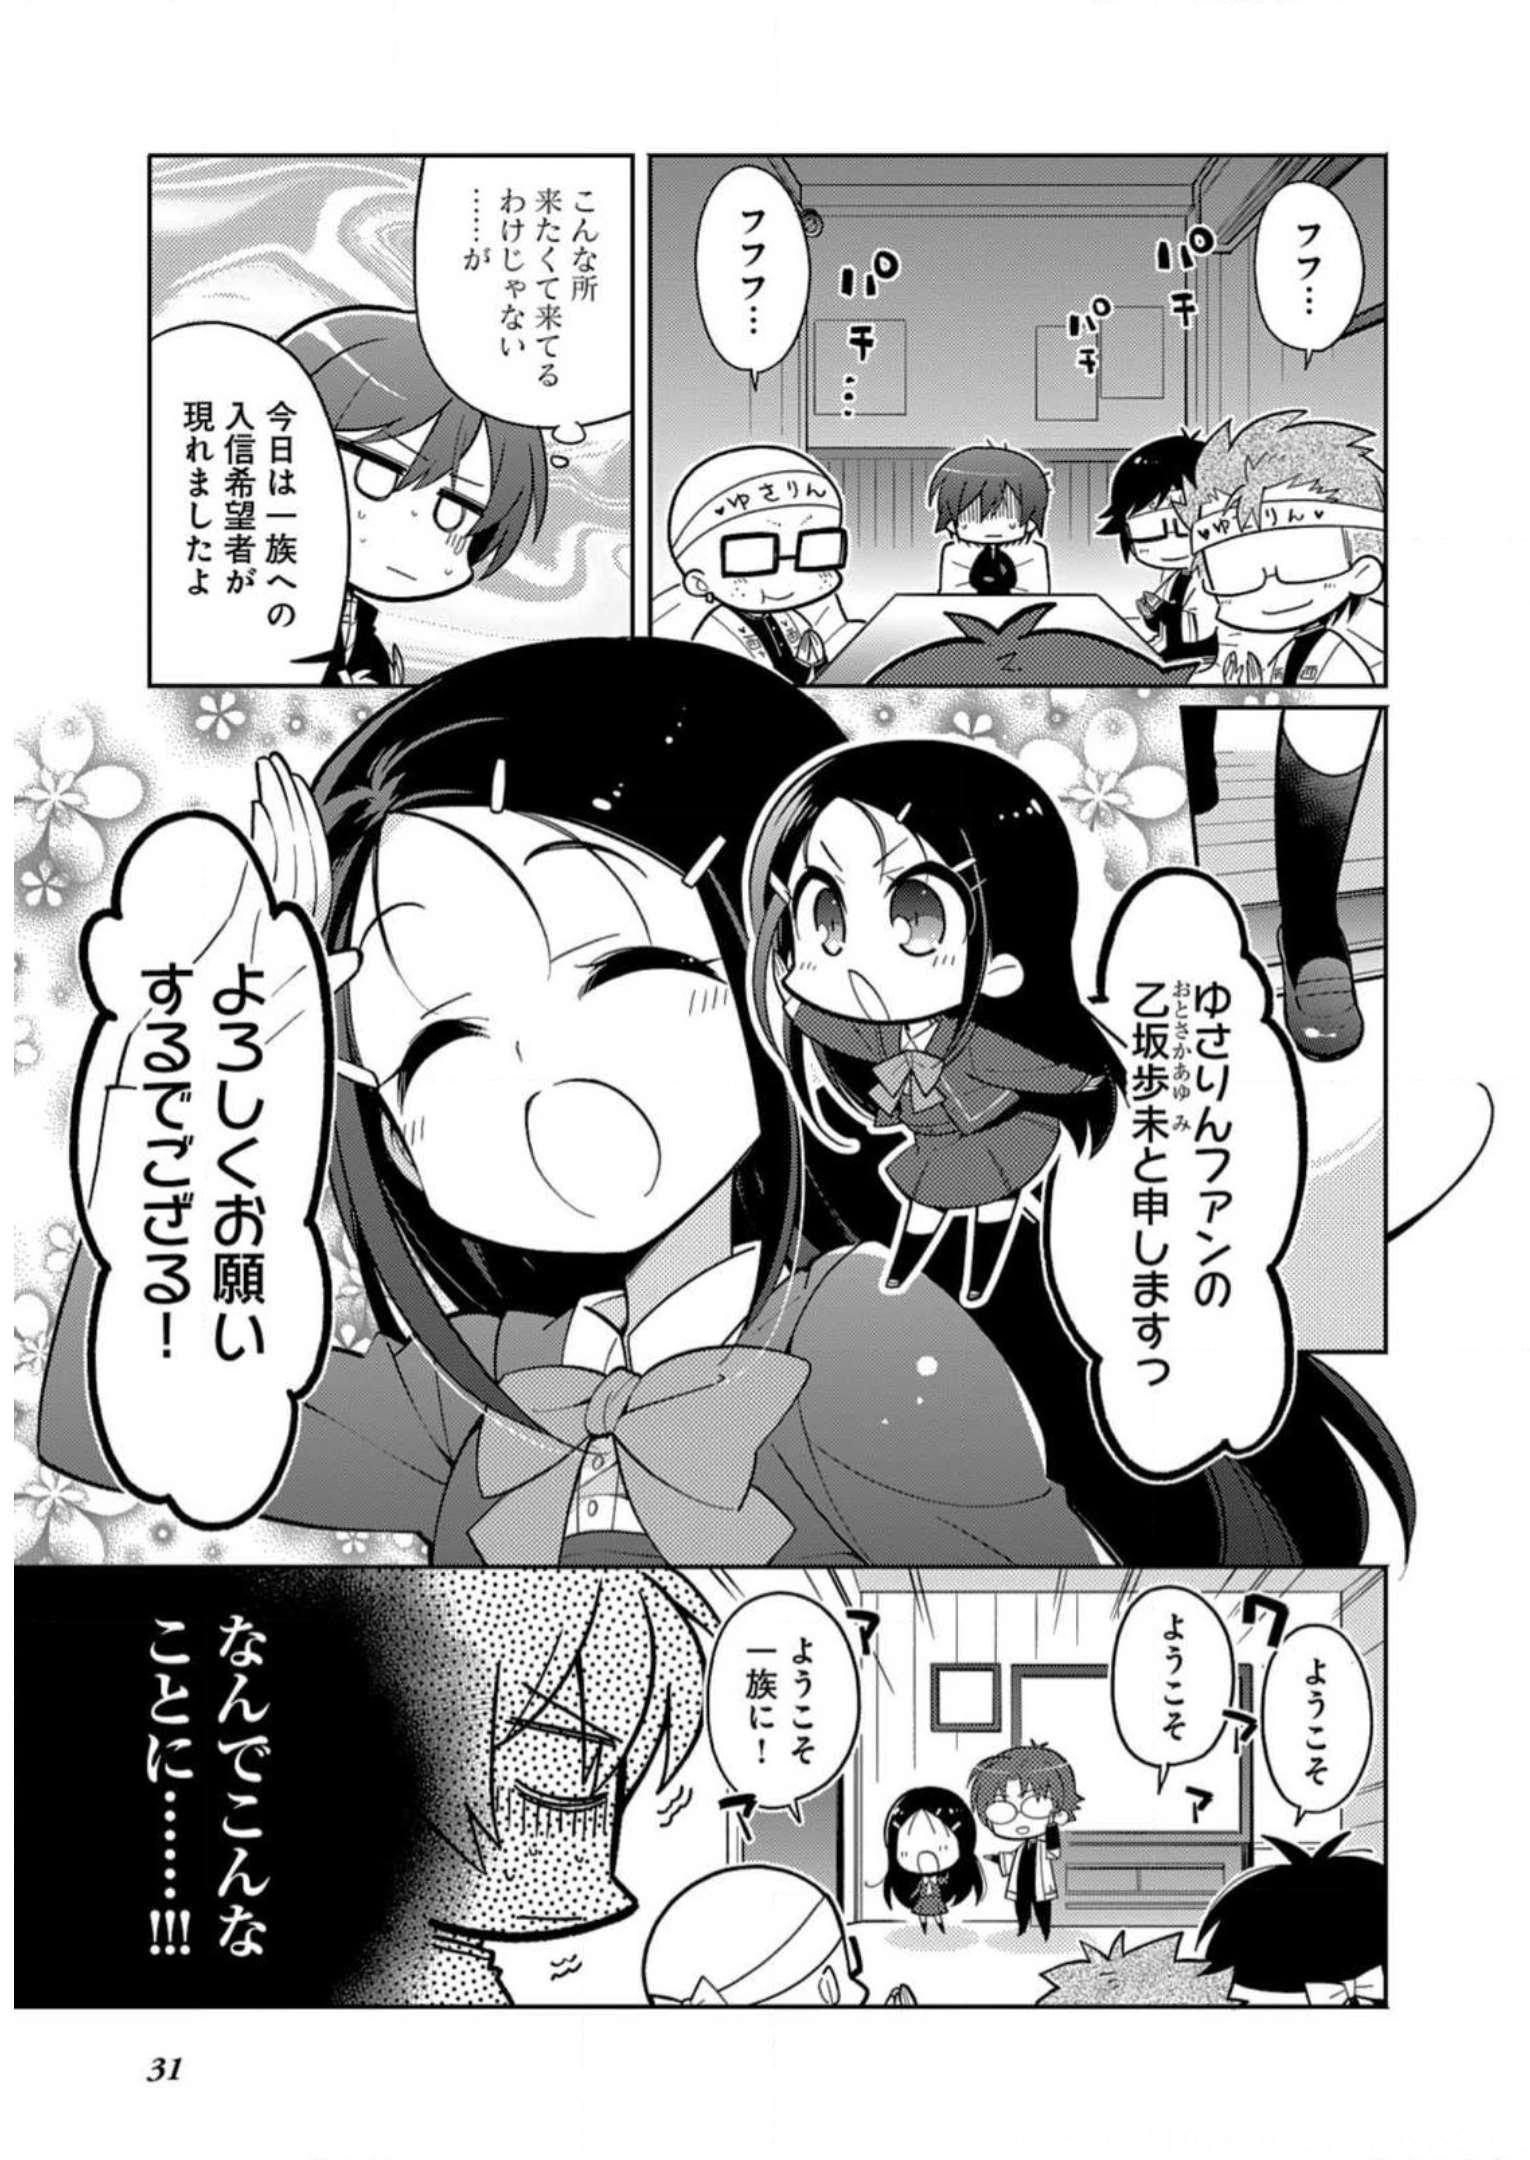 フフ…
パチ
パチ
パチ…
フフフ…
♥ゆさりん
♥ゆ
りん♥
こんな所
来たくて来てる
わけじゃない
……が
今日は一族への
入信希望者が
現れましたよ
ゆさりんファンの
乙坂歩未と申しますっ
おとさかあゆみ
よろしくお願い
するでござる！
ようこそ
ようこそ
ワァァ
ようこそ
一族に！
ァァ
なんでこんな
ことに……!!!
31